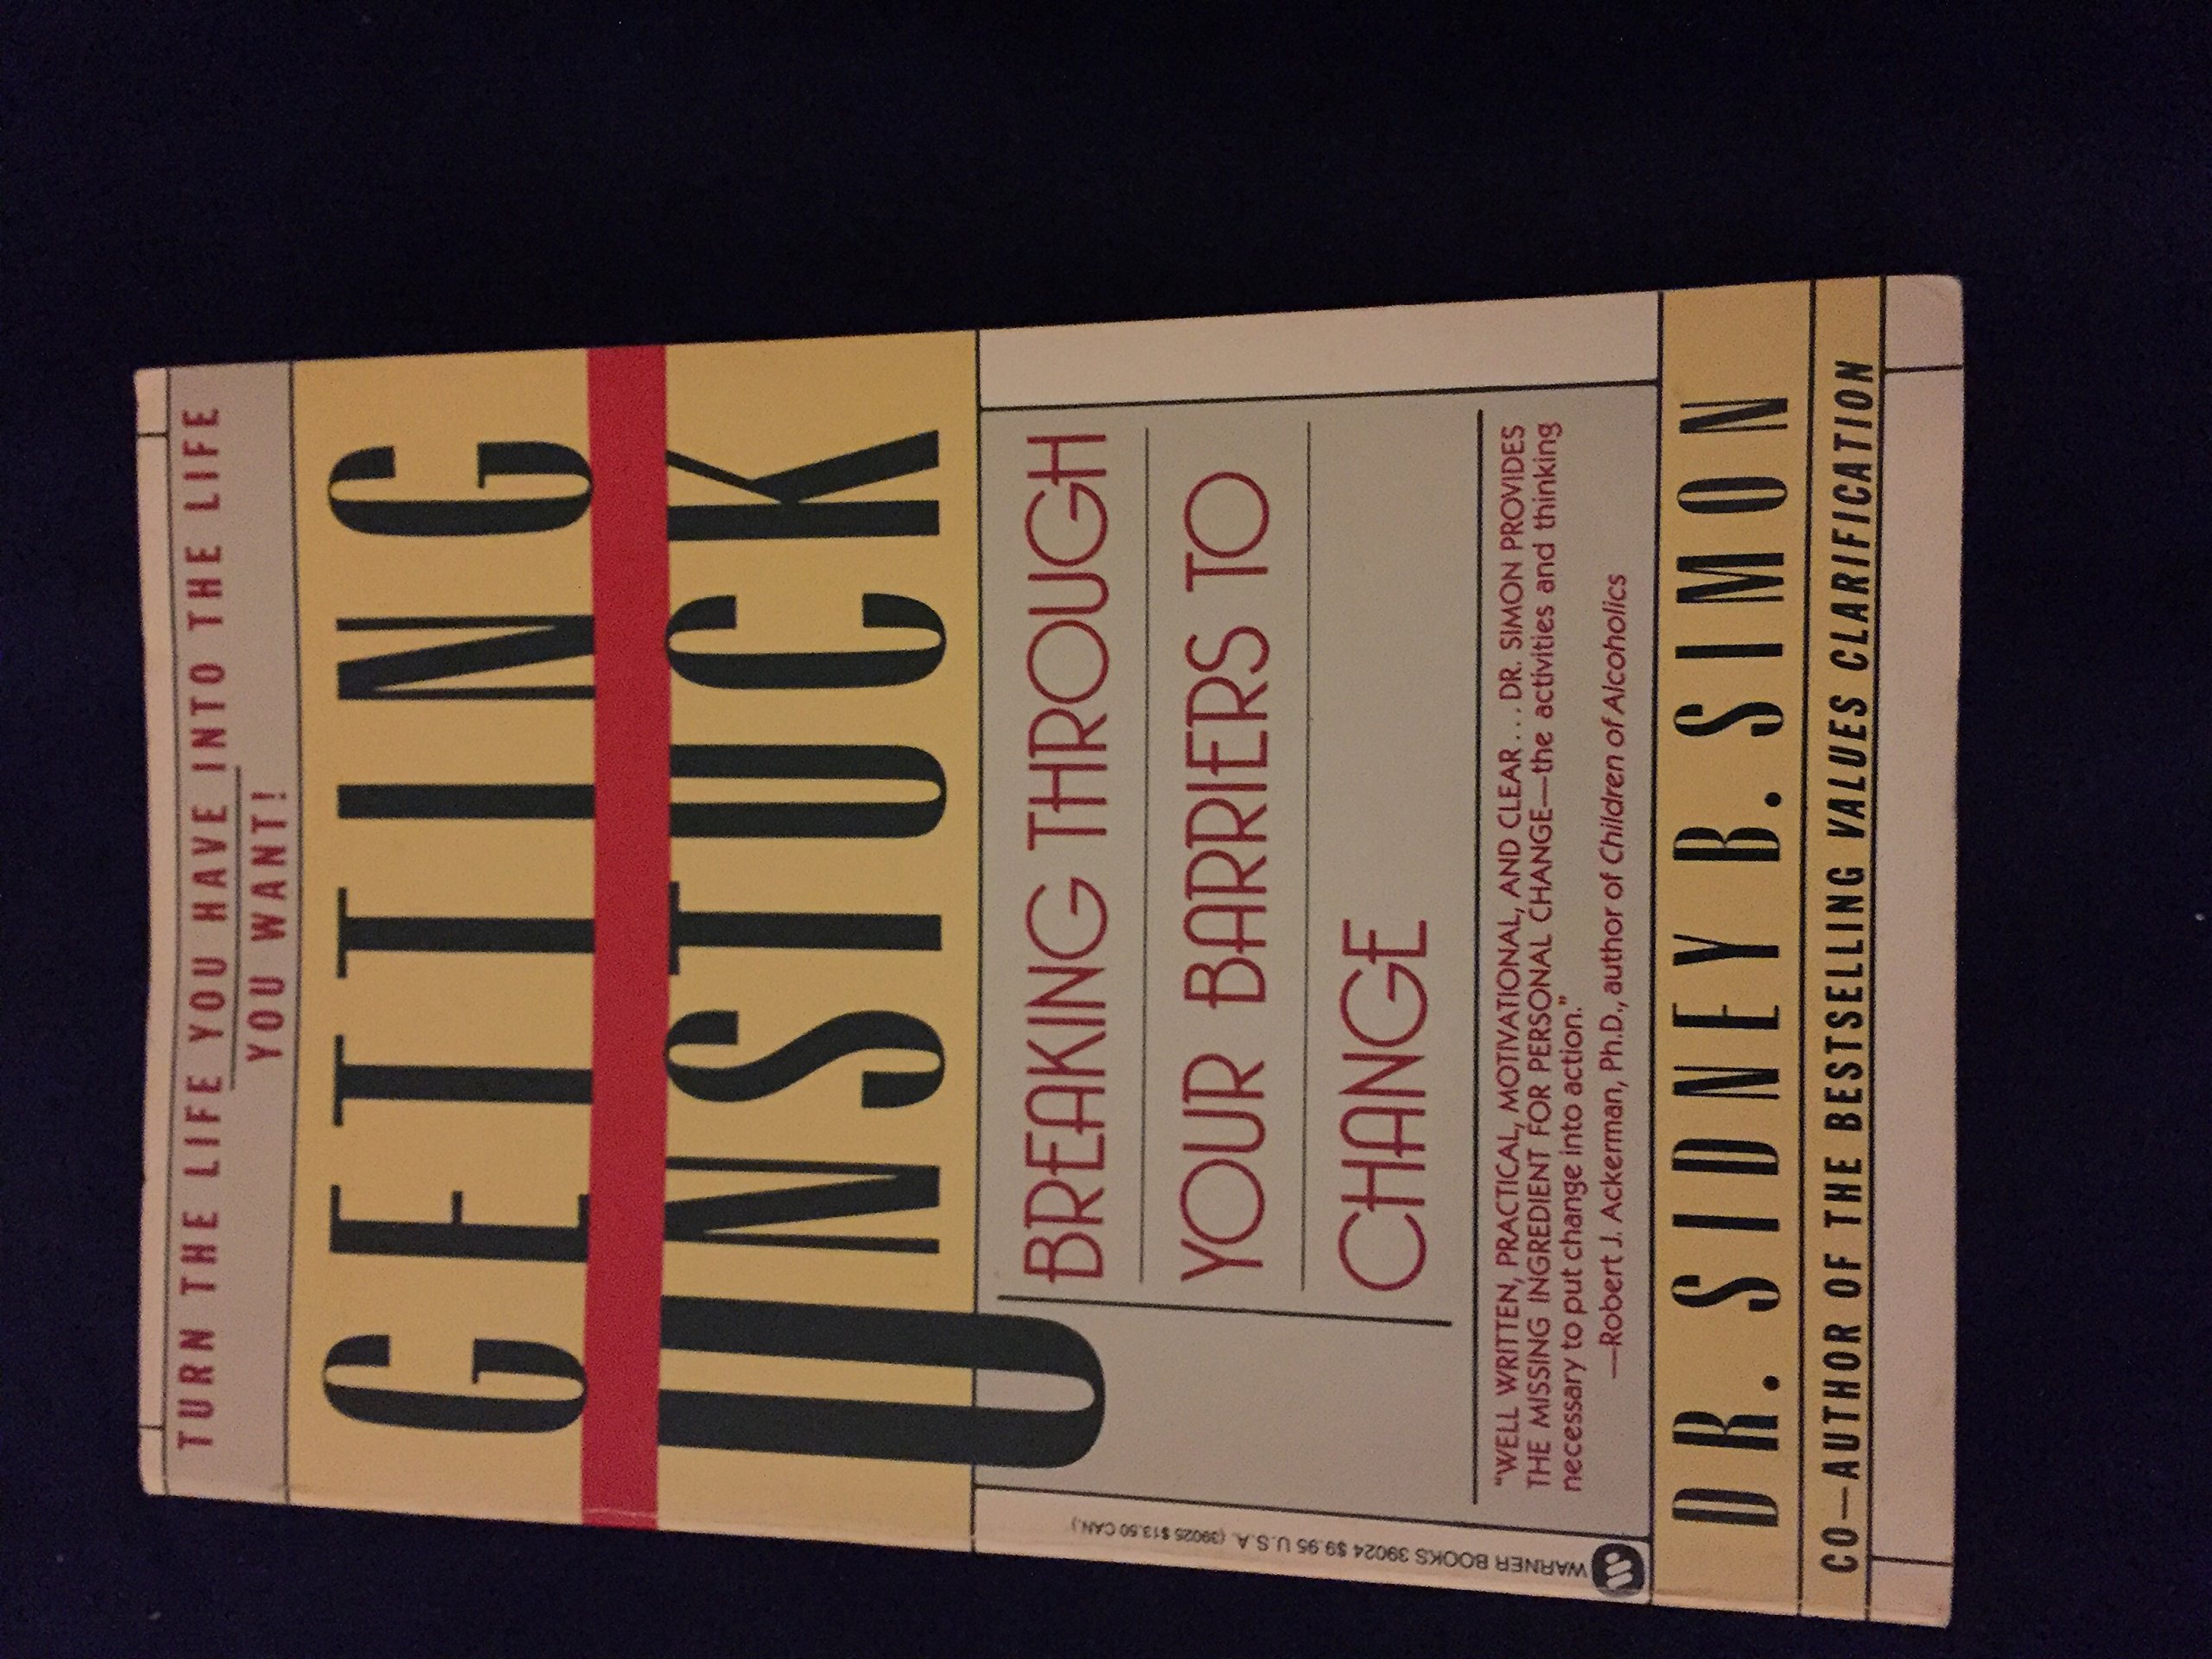 TURN THE LIFE YOU HAVE INTO THE LIFE
YOU WANT!
GETTING
UNSTUCK
BREAKING THROUGH
YOUR BARRIERS TO
CHANGE
"WELL WRITTEN, PRACTICAL, MOTIVATIONAL, AND CLEAR . . . DR. SIMON PROVIDES
THE MISSING INGREDIENT FOR PERSONAL CHANGE—the activities and thinking
necessary to put change into action."
—Robert J. Ackerman, Ph.D., author of Children of Alcoholics
WARNER BOOKS 39024 $9.95 U.S.A. (39025 $13.50 CAN.)
DR. SIDNEY B. SIMON
CO—AUTHOR OF THE BESTSELLING VALUES CLARIFICATION